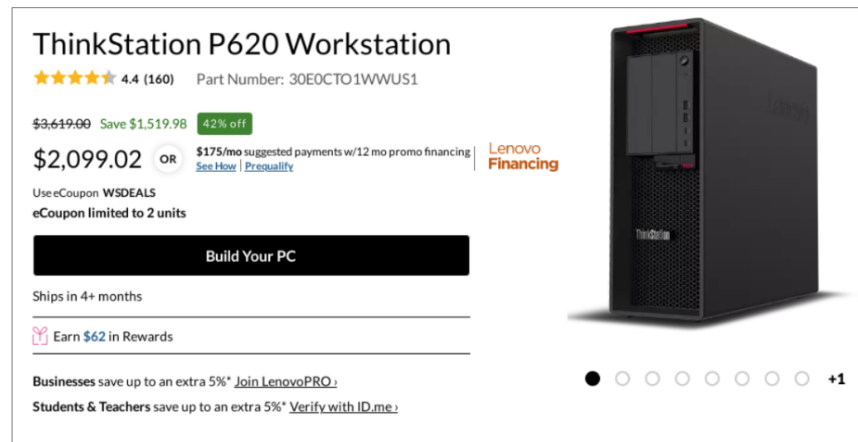 ThinkStation P620 Workstation
4.4 (160) Part Number: 30E0CTO1WWUS1
$3,619.00 Save $1,519.98 42% off
$2,099.02 OR $175/mo suggested payments w/12 mo promo financing
See How | Prequalify
Lenovo
Financing
Use eCoupon WSDEALS
eCoupon limited to 2 units
Build Your PC
Ships in 4+ months
Earn $62 in Rewards
Businesses save up to an extra 5%* Join LenovoPRO ›
Students & Teachers save up to an extra 5%* Verify with ID.me ›
ThinkStation
+1